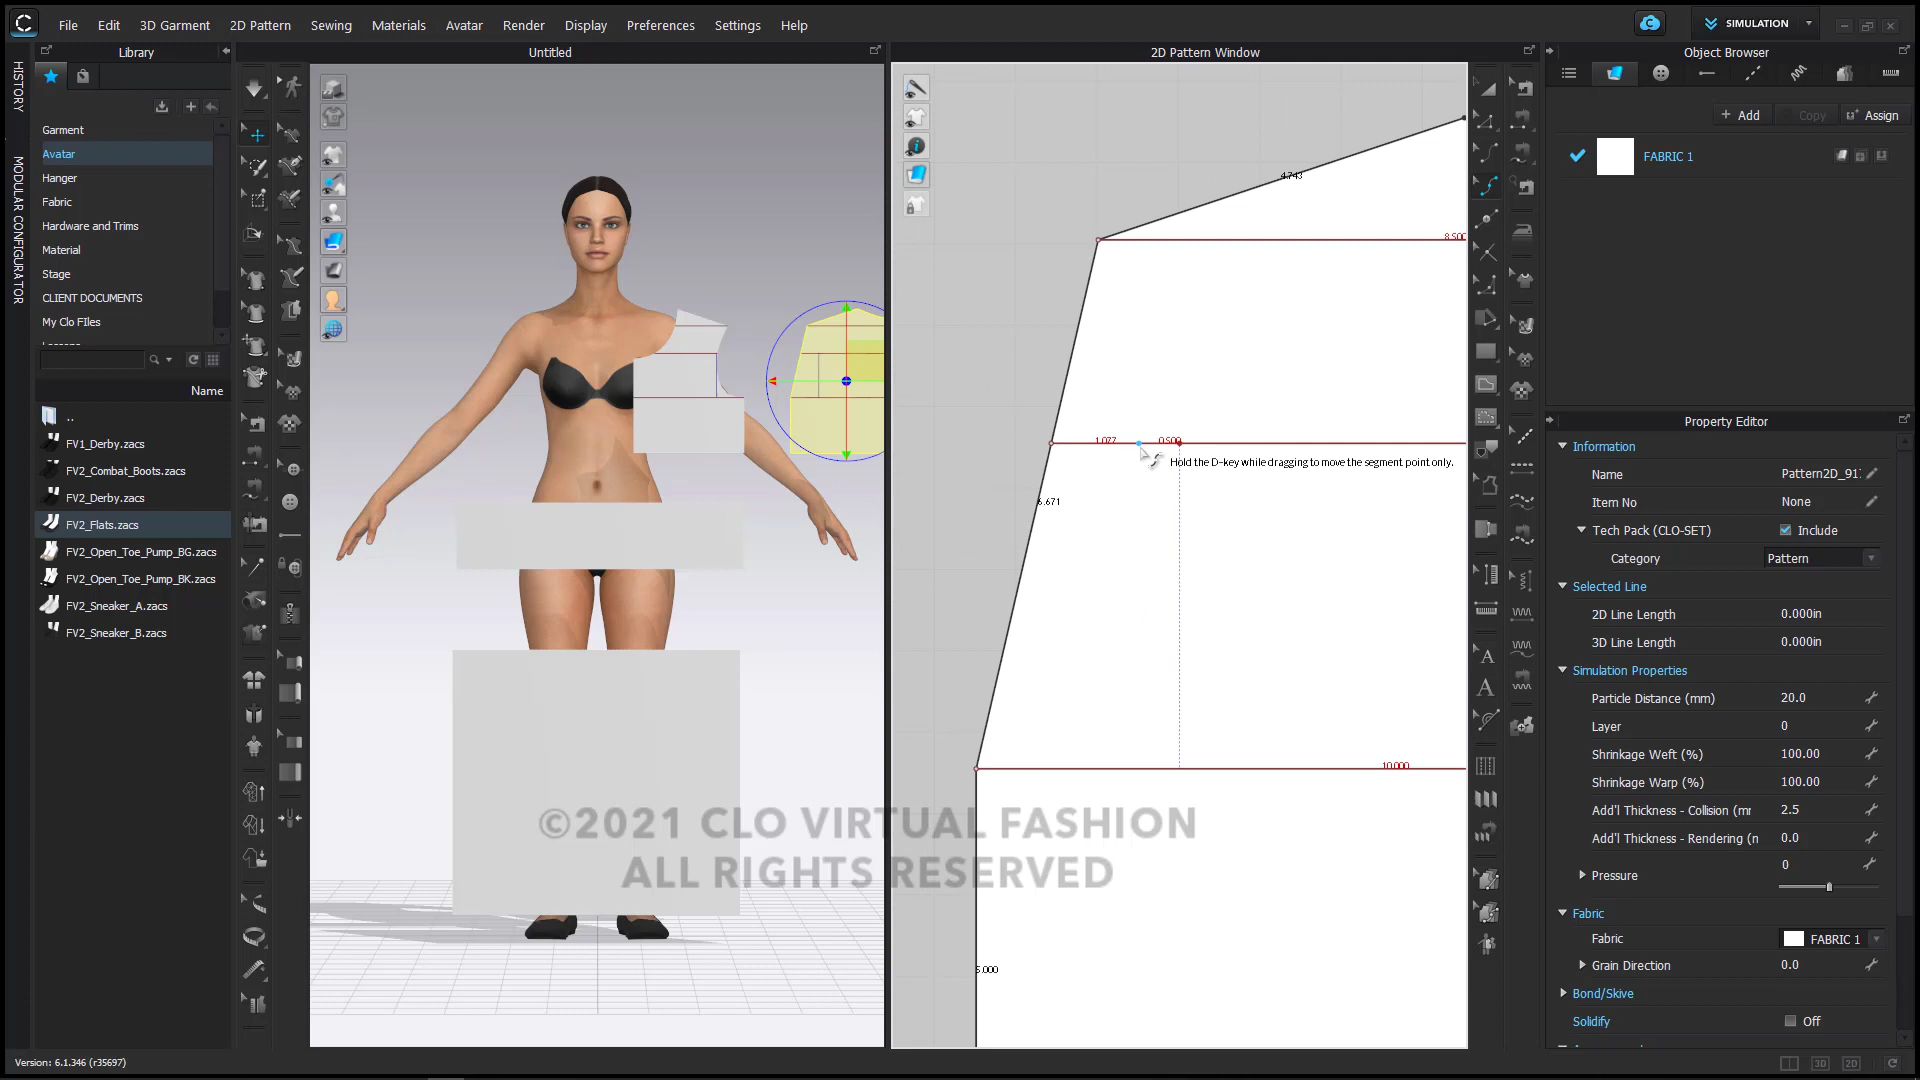 File Edit 3D Garment 2D Pattern Sewing Materials Avatar Render Display Preferences Settings Help
SIMULATION
Library
Untitled
2D Pattern Window
Object Browser
HISTORY
MODULAR CONFIGURATOR
Garment
Avatar
Hanger
Fabric
Hardware and Trims
Material
Stage
CLIENT DOCUMENTS
My Clo FIles
Name
..
FV1_Derby.zacs
FV2_Combat_Boots.zacs
FV2_Derby.zacs
FV2_Flats.zacs
FV2_Open_Toe_Pump_BG.zacs
FV2_Open_Toe_Pump_BK.zacs
FV2_Sneaker_A.zacs
FV2_Sneaker_B.zacs
4.743
8.500
1.077
0.500
Hold the D-key while dragging to move the segment point only.
6.671
10.000
5.000
Add Copy Assign
FABRIC 1
Property Editor
Information
Name Pattern2D_91
Item No None
Tech Pack (CLO-SET) Include
Category Pattern
Selected Line
2D Line Length 0.000in
3D Line Length 0.000in
Simulation Properties
Particle Distance (mm) 20.0
Layer 0
Shrinkage Weft (%) 100.00
Shrinkage Warp (%) 100.00
Add'l Thickness - Collision (mr 2.5
Add'l Thickness - Rendering (n 0.0
Pressure 0
Fabric
Fabric FABRIC 1
Grain Direction 0.0
Bond/Skive
Solidify Off
©2021 CLO VIRTUAL FASHION
ALL RIGHTS RESERVED
Version: 6.1.346 (r35697)
3D 2D